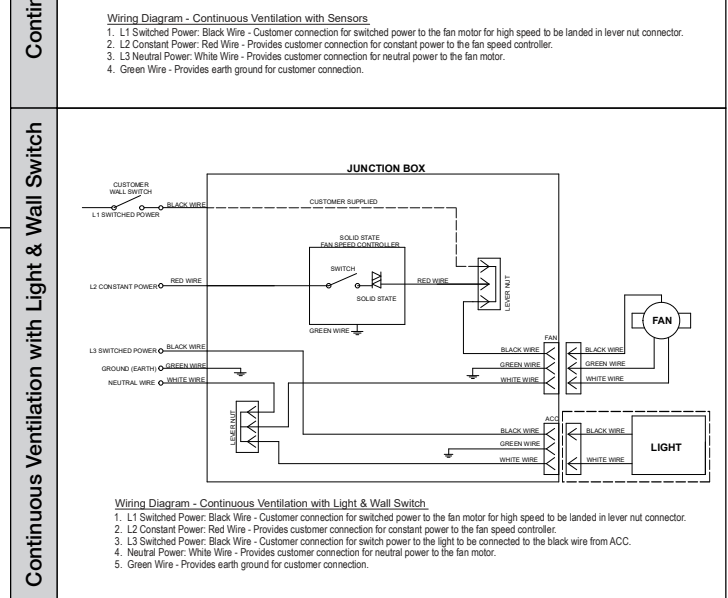 Contin
Wiring Diagram - Continuous Ventilation with Sensors
1. L1 Switched Power: Black Wire - Customer connection for switched power to the fan motor for high speed to be landed in lever nut connector.
2. L2 Constant Power: Red Wire - Provides customer connection for constant power to the fan speed controller.
3. L3 Neutral Power: White Wire - Provides customer connection for neutral power to the fan motor.
4. Green Wire - Provides earth ground for customer connection.
Continuous Ventilation with Light & Wall Switch
JUNCTION BOX
CUSTOMER
WALL SWITCH
BLACK WIRE
CUSTOMER SUPPLIED
L1 SWITCHED POWER
SOLID STATE
FAN SPEED CONTROLLER
SWITCH
L2 CONSTANT POWER
RED WIRE
RED WIRE
SOLID STATE
LEVER NUT
GREEN WIRE
FAN
FAN
L3 SWITCHED POWER
BLACK WIRE
BLACK WIRE
BLACK WIRE
GROUND (EARTH)
GREEN WIRE
GREEN WIRE
GREEN WIRE
NEUTRAL WIRE
WHITE WIRE
WHITE WIRE
WHITE WIRE
LEVER NUT
ACC
BLACK WIRE
BLACK WIRE
GREEN WIRE
LIGHT
WHITE WIRE
WHITE WIRE
Wiring Diagram - Continuous Ventilation with Light & Wall Switch
1. L1 Switched Power: Black Wire - Customer connection for switched power to the fan motor for high speed to be landed in lever nut connector.
2. L2 Constant Power: Red Wire - Provides customer connection for constant power to the fan speed controller.
3. L3 Switched Power: Black Wire - Customer connection for switch power to the light to be connected to the black wire from ACC.
4. Neutral Power: White Wire - Provides customer connection for neutral power to the fan motor.
5. Green Wire - Provides earth ground for customer connection.